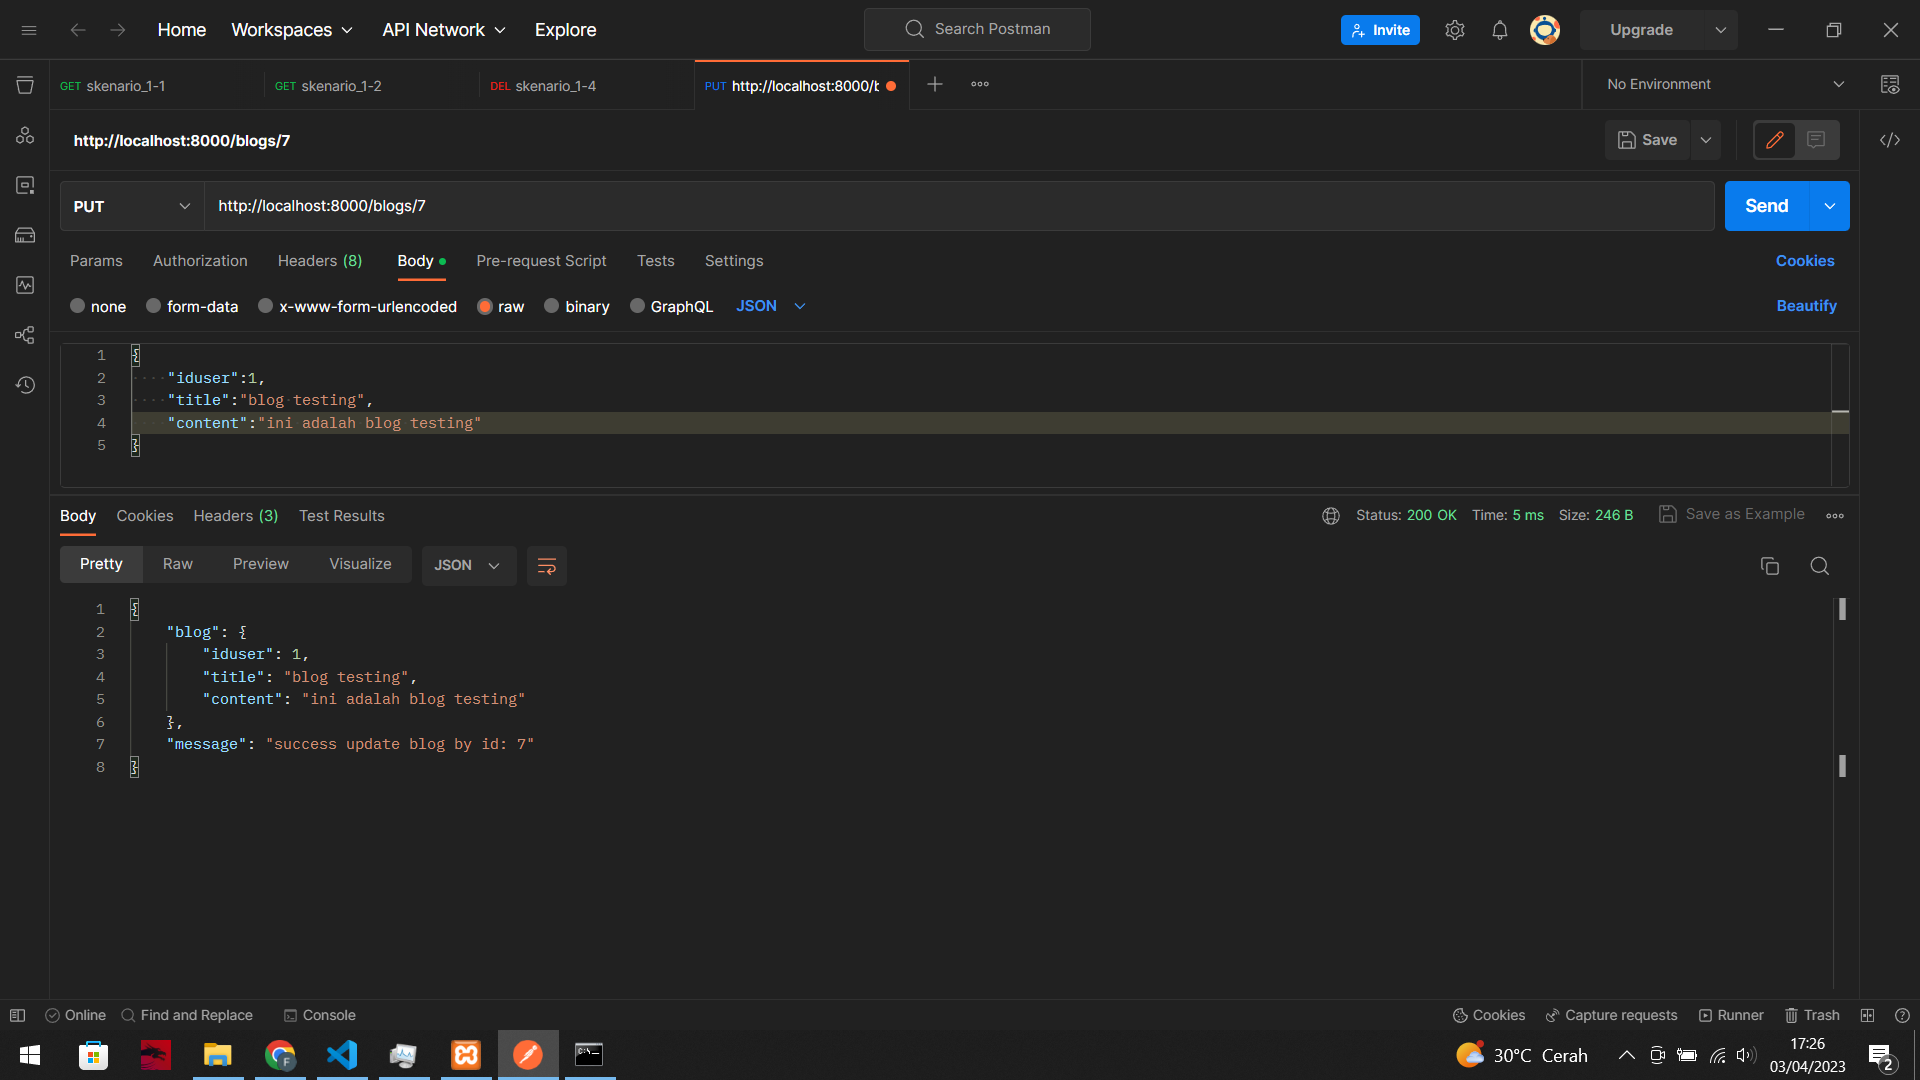 Home Workspaces API Network Explore Search Postman Invite Upgrade
GET skenario_1-1 GET skenario_1-2 DEL skenario_1-4 PUT http://localhost:8000/b No Environment
http://localhost:8000/blogs/7 Save
PUT http://localhost:8000/blogs/7 Send
Params Authorization Headers (8) Body Pre-request Script Tests Settings Cookies
none form-data x-www-form-urlencoded raw binary GraphQL JSON Beautify
1 {
2 "iduser":1,
3 "title":"blog testing",
4 "content":"ini adalah blog testing"
5 }
Body Cookies Headers (3) Test Results Status: 200 OK Time: 5 ms Size: 246 B Save as Example
Pretty Raw Preview Visualize JSON
1 {
2 "blog": {
3 "iduser": 1,
4 "title": "blog testing",
5 "content": "ini adalah blog testing"
6 },
7 "message": "success update blog by id: 7"
8 }
Online Find and Replace Console Cookies Capture requests Runner Trash
F 30°C Cerah 17:26
03/04/2023 2